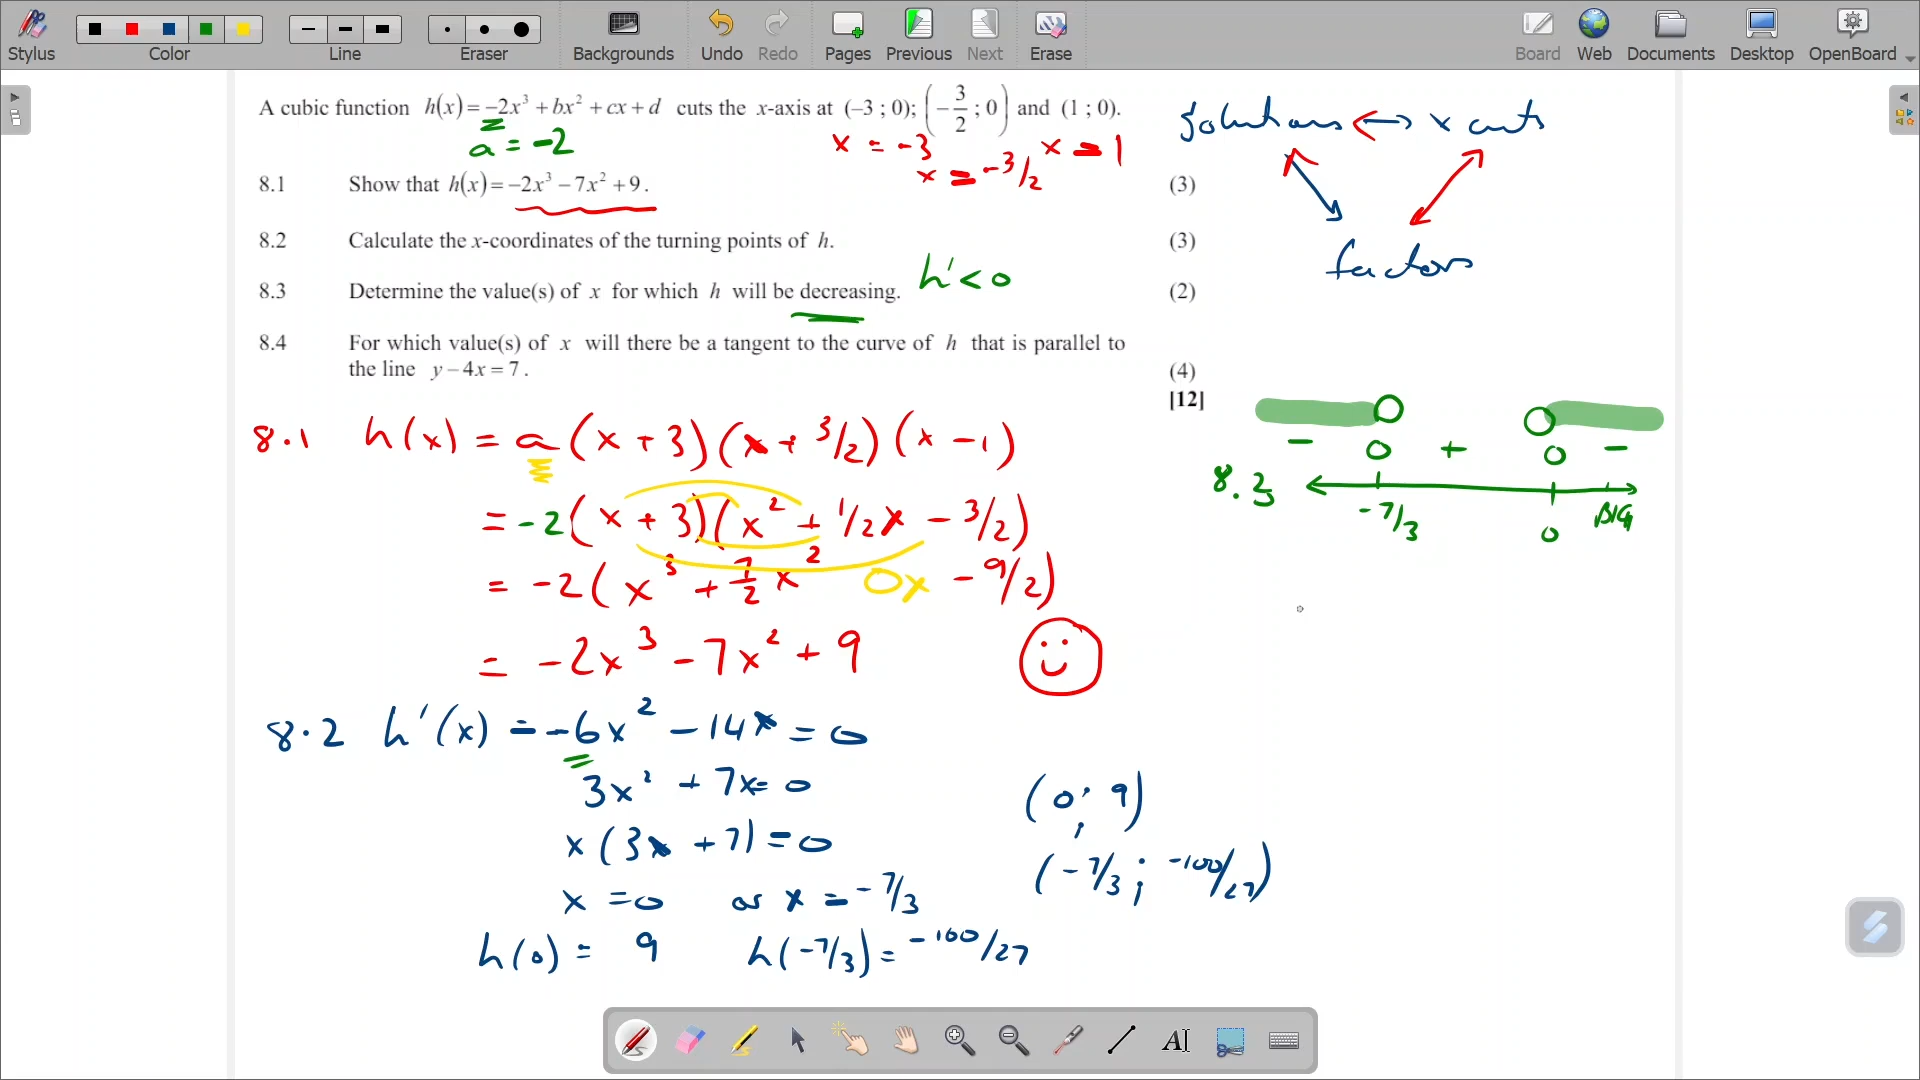 Stylus Color Line Eraser Backgrounds Undo Redo Pages Previous Next Erase Board Web Documents Desktop OpenBoard
A cubic function h(x) = −2x³ + bx² + cx + d cuts the x-axis at (–3 ; 0); (−3/2 ; 0) and (1 ; 0).
a = -2
x = -3
x = -3/2
x = 1
8.1 Show that h(x) = −2x³ − 7x² + 9. (3)
8.2 Calculate the x-coordinates of the turning points of h. (3)
8.3 Determine the value(s) of x for which h will be decreasing. (2)
h' < 0
8.4 For which value(s) of x will there be a tangent to the curve of h that is parallel to
the line y − 4x = 7. (4)
[12]
Solutions ↔ x cuts
factors
8.1 h(x) = a(x + 3)(x + 3/2)(x - 1)
= -2(x + 3)(x² + 1/2x - 3/2)
= -2(x³ + 7/2 x² 0x - 9/2)
= -2x³ - 7x² + 9
8.2 h'(x) = -6x² - 14x = 0
3x² + 7x = 0
x(3x + 7) = 0
x = 0 or x = -7/3
h(0) = 9 h(-7/3) = -100/27
(0 ; 9)
(-7/3 ; -100/27)
- 0 + 0 -
8.3
-7/3 0 BIG
AI